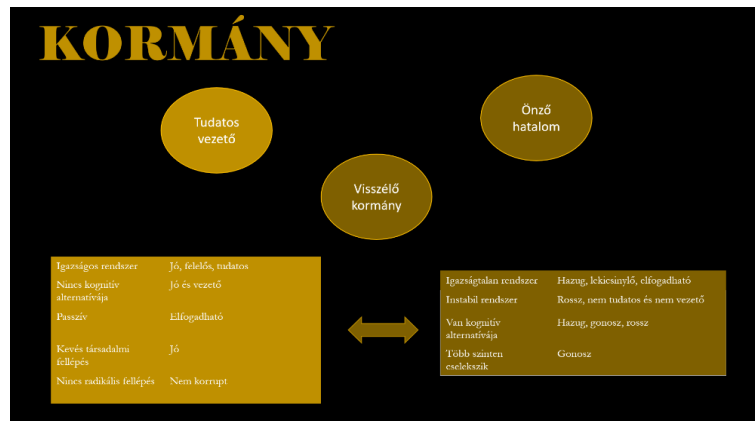 KORMÁNY
Tudatos
vezető
Önző
hatalom
Visszélő
kormány
Igazságos rendszer Jó, felelős, tudatos
Nincs kognitív Jó és vezető
alternatívája
Passzív Elfogadható
Kevés társadalmi Jó
fellépés
Nincs radikális fellépés Nem korrupt
Igazságtalan rendszer Hazug, lekicsinylő, elfogadható
Instabil rendszer Rossz, nem tudatos és nem vezető
Van kognitív Hazug, gonosz, rossz
alternatívája
Több szinten Gonosz
cselekszik